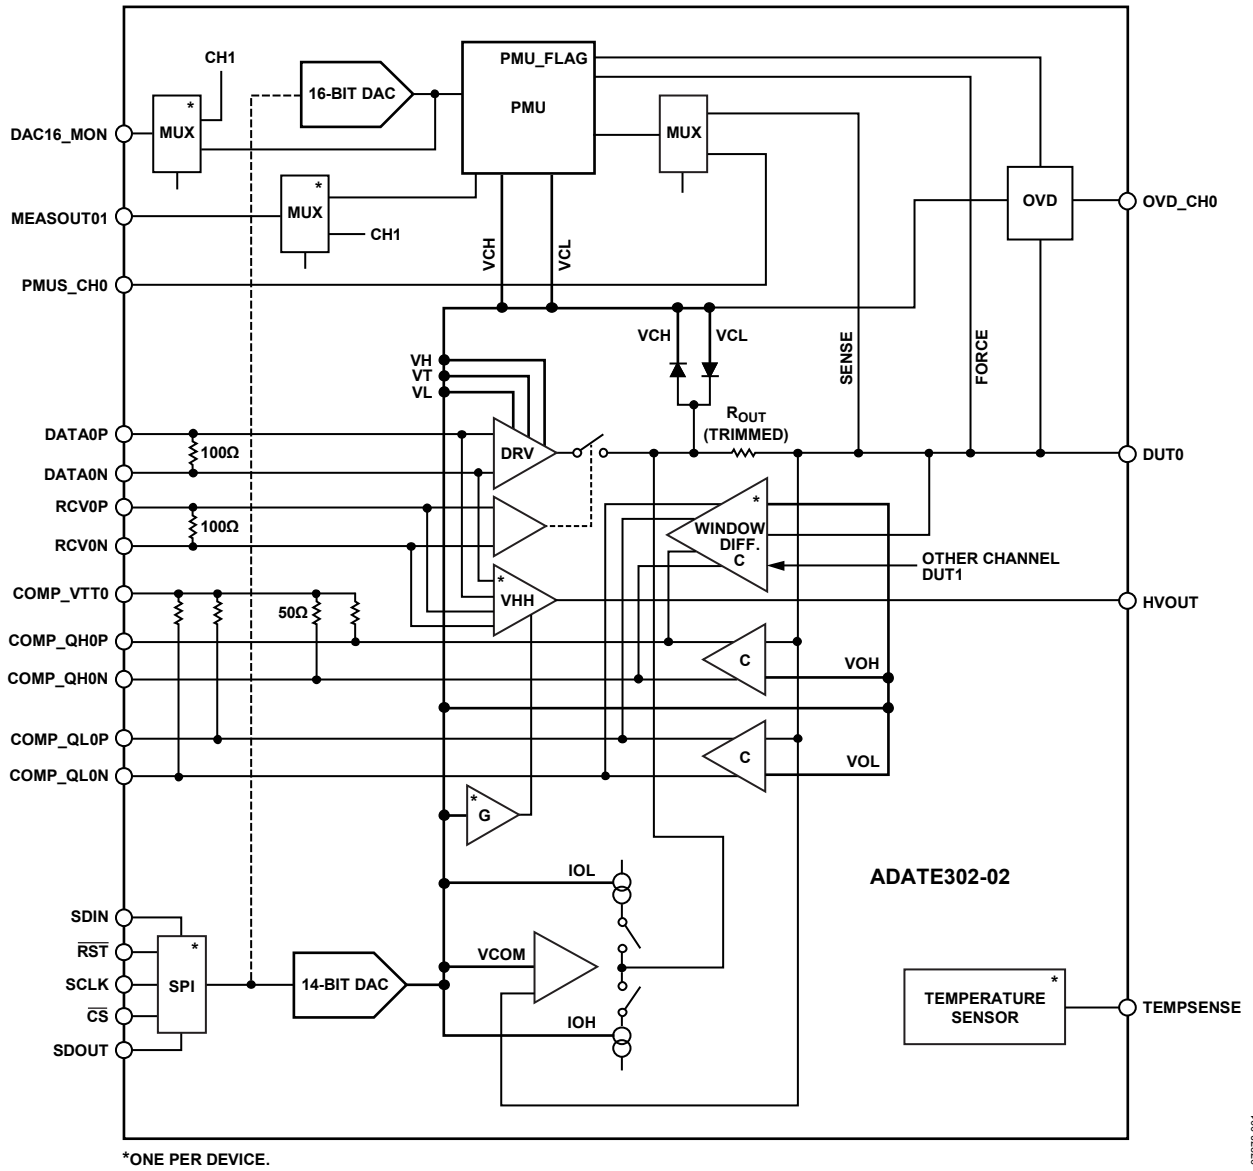 CH1
PMU_FLAG
16-BIT DAC
PMU
*
MUX
MUX
DAC16_MON
*
MUX
CH1
MEASOUT01
OVD
OVD_CH0
PMUS_CH0
VCH
VCL
VCH
VCL
SENSE
FORCE
VH
VT
VL
ROUT
(TRIMMED)
DATA0P
100Ω
DATA0N
DRV
DUT0
RCV0P
100Ω
RCV0N
*
WINDOW
DIFF.
C
OTHER CHANNEL
DUT1
COMP_VTT0
50Ω
*
VHH
HVOUT
COMP_QH0P
COMP_QH0N
C
VOH
COMP_QL0P
COMP_QL0N
C
VOL
*
G
IOL
ADATE302-02
SDIN
RST
SCLK
CS
SDOUT
*
SPI
14-BIT DAC
VCOM
IOH
*
TEMPERATURE
SENSOR
TEMPSENSE
*ONE PER DEVICE.